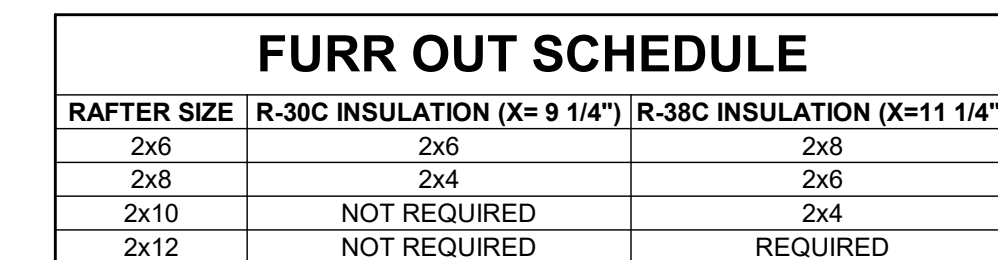 FURR OUT SCHEDULE
RAFTER SIZE R-30C INSULATION (X= 9 1/4") R-38C INSULATION (X=11 1/4"
2x6 2x6 2x8
2x8 2x4 2x6
2x10 NOT REQUIRED 2x4
2x12 NOT REQUIRED REQUIRED